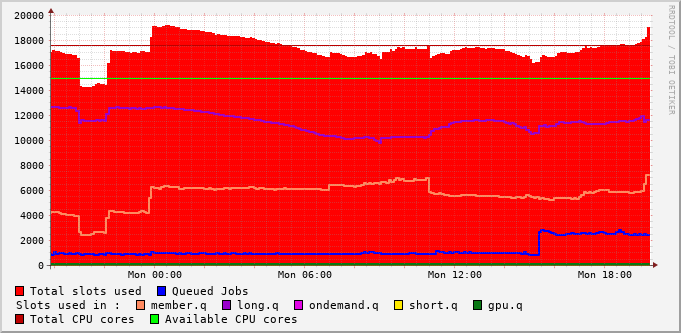 20000
18000
16000
14000
12000
10000
8000
6000
4000
2000
0
Mon 00:00 Mon 06:00 Mon 12:00 Mon 18:00
RRDTOOL / TOBI OETIKER
Total slots used Queued Jobs
Slots used in : member.q long.q ondemand.q short.q gpu.q
Total CPU cores Available CPU cores